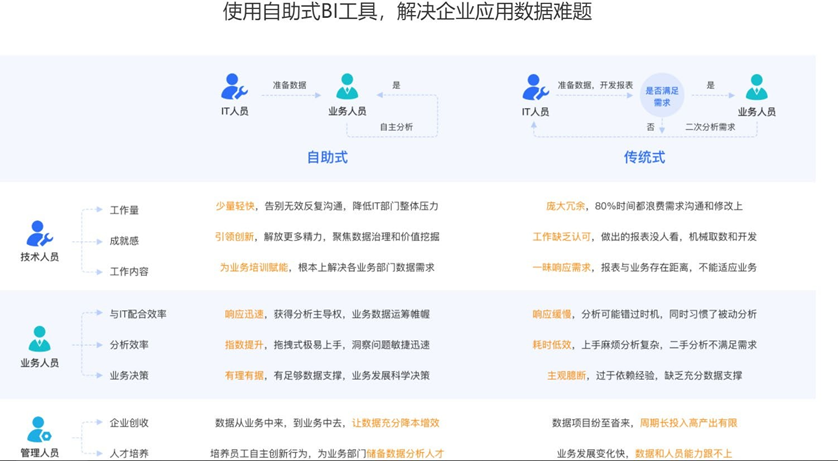 使用自助式BI工具，解决企业应用数据难题
准备数据
是
IT人员
业务人员
自主分析
自助式
准备数据，开发报表
是否满足
需求
是
IT人员
业务人员
否
二次分析需求
传统式
技术人员
工作量
少量轻快，告别无效反复沟通，降低IT部门整体压力
庞大冗余，80%时间都浪费需求沟通和修改上
成就感
引领创新，解放更多精力，聚焦数据治理和价值挖掘
工作缺乏认可，做出的报表没人看，机械取数和开发
工作内容
为业务培训赋能，根本上解决各业务部门数据需求
一昧响应需求，报表与业务存在距离，不能适应业务
业务人员
与IT配合效率
响应迅速，获得分析主导权，业务数据运筹帷幄
响应缓慢，分析可能错过时机，同时习惯了被动分析
分析效率
指数提升，拖拽式极易上手，洞察问题敏捷迅速
耗时低效，上手麻烦分析复杂，二手分析不满足需求
业务决策
有理有据，有足够数据支撑，业务发展科学决策
主观臆断，过于依赖经验，缺乏充分数据支撑
管理人员
企业创收
数据从业务中来，到业务中去，让数据充分降本增效
数据项目纷至沓来，周期长投入高产出有限
人才培养
培养员工自主创新行为，为业务部门储备数据分析人才
业务发展变化快，数据和人员能力跟不上